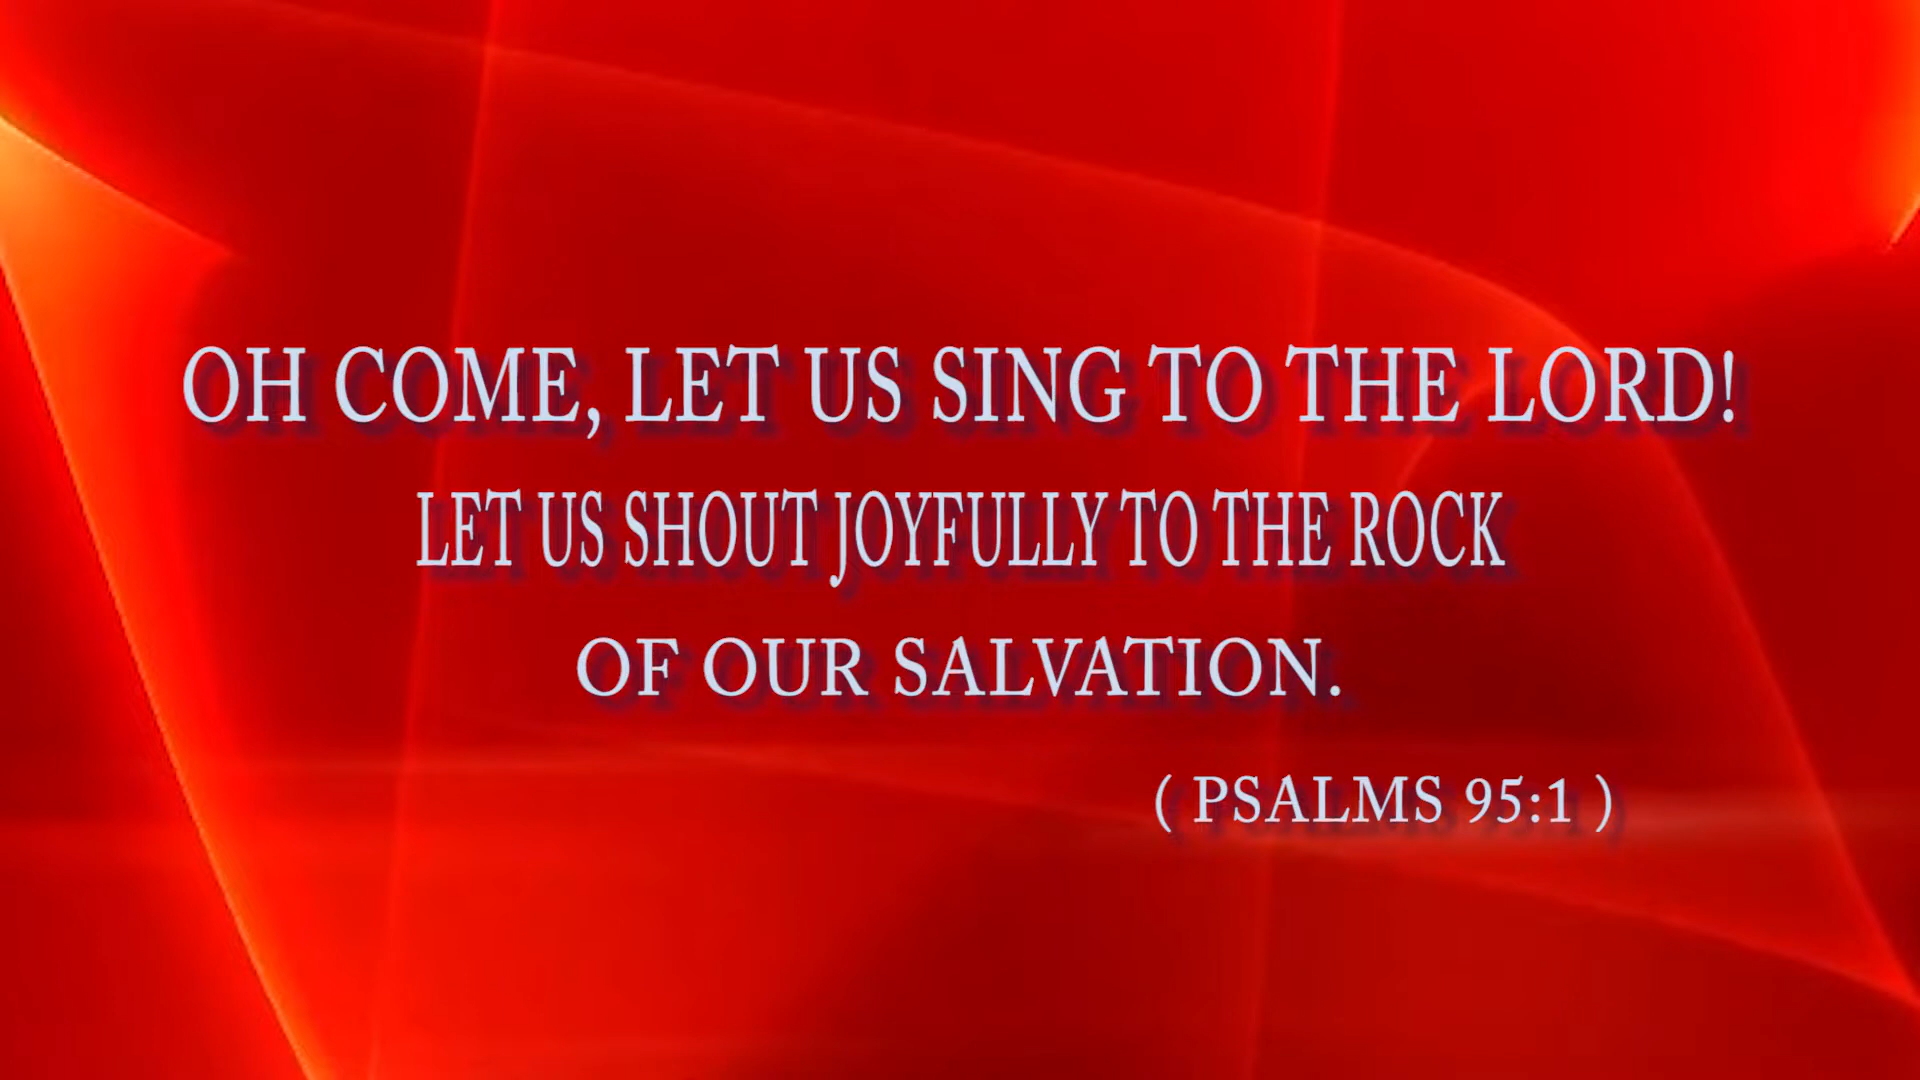 OH COME, LET US SING TO THE LORD!
LET US SHOUT JOYFULLY TO THE ROCK
OF OUR SALVATION.
( PSALMS 95:1 )